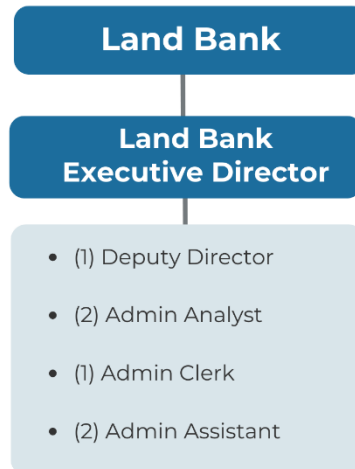 Land Bank
Land Bank
Executive Director
• (1) Deputy Director
• (2) Admin Analyst
• (1) Admin Clerk
• (2) Admin Assistant